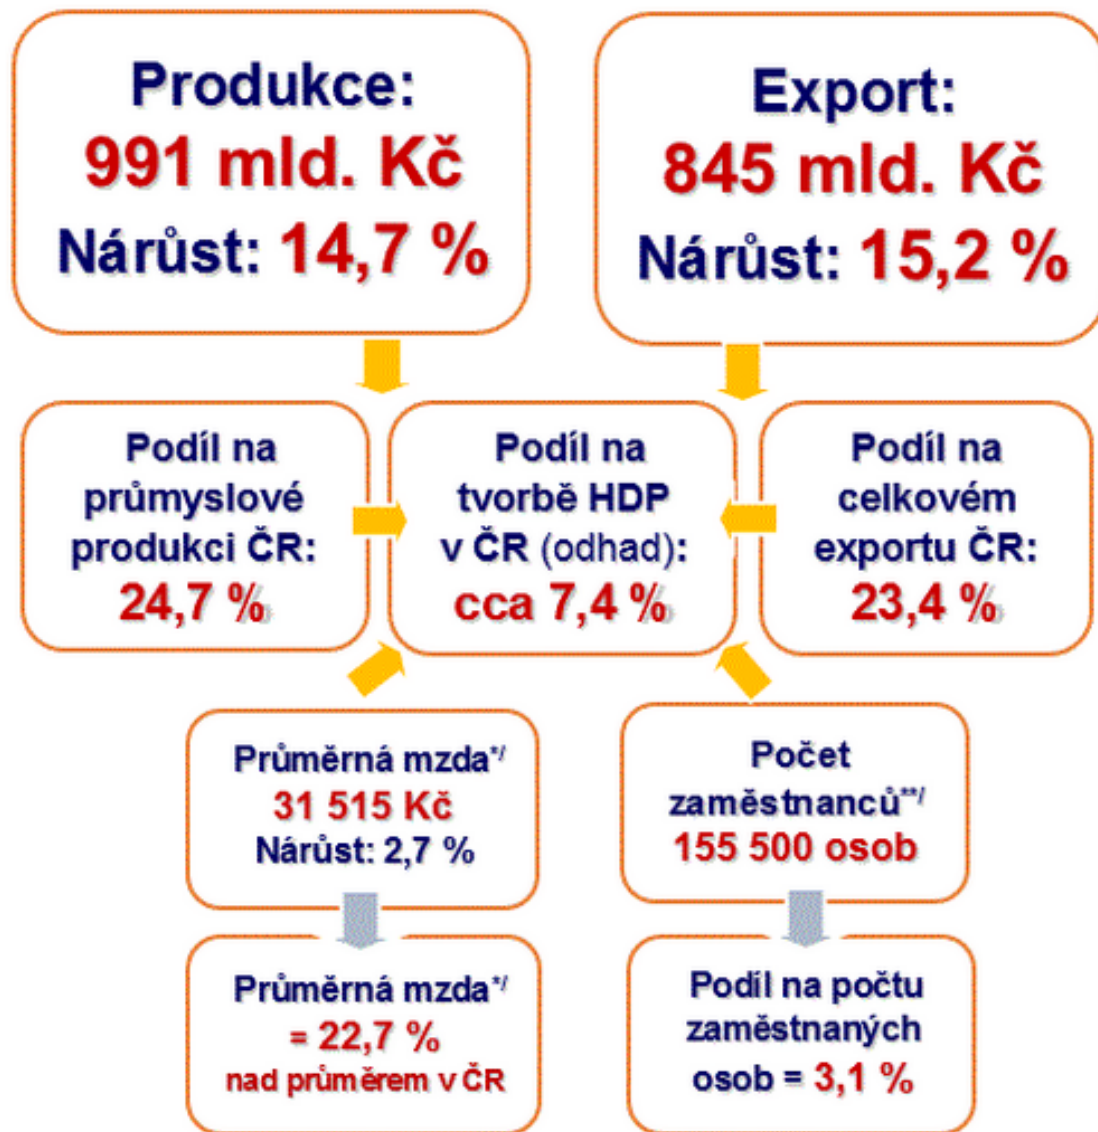 Produkce:
991 mld. Kč
Nárůst: 14,7 %
Export:
845 mld. Kč
Nárůst: 15,2 %
Podíl na
průmyslové
produkci ČR:
24,7 %
Podíl na
tvorbě HDP
v ČR (odhad):
cca 7,4 %
Podíl na
celkovém
exportu ČR:
23,4 %
Průměrná mzda*/
31 515 Kč
Nárůst: 2,7 %
Počet
zaměstnanců**/
155 500 osob
Průměrná mzda*/
= 22,7 %
nad průměrem v ČR
Podíl na počtu
zaměstnaných
osob = 3,1 %